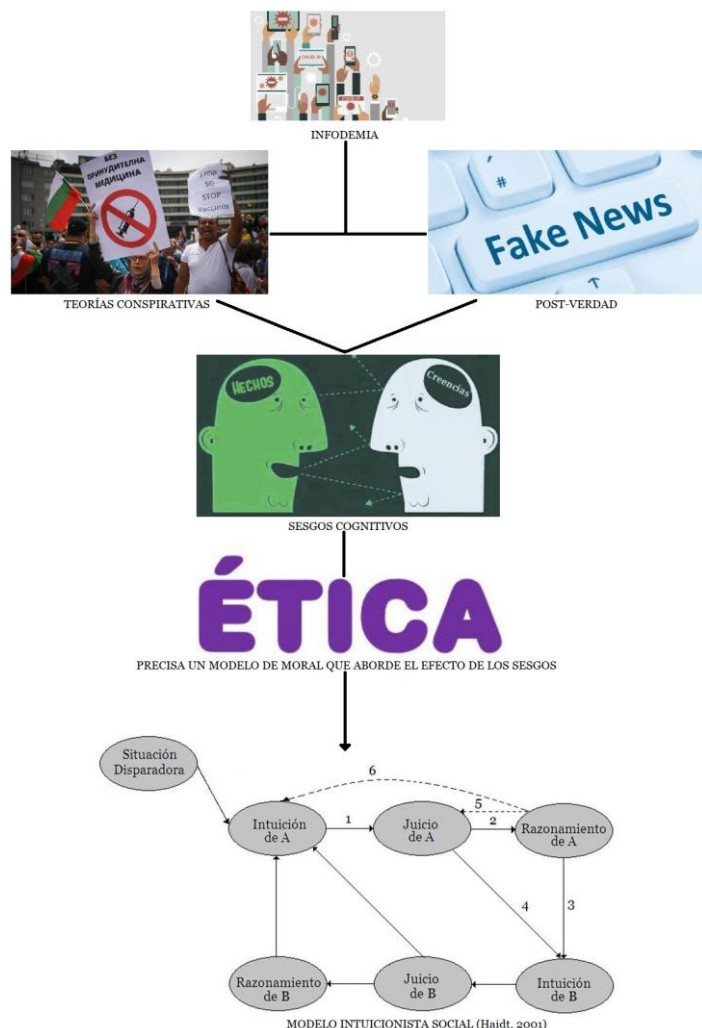 COVID-19
INFODEMIA
БЕЗ
ПРИНУДИТЕЛНА
МЕДИЦИНА
STOP
5G
STOP
Vaccines
#
Fake News
TEORÍAS CONSPIRATIVAS
POST-VERDAD
HECHOS
Creencias
SESGOS COGNITIVOS
ÉTICA
PRECISA UN MODELO DE MORAL QUE ABORDE EL EFECTO DE LOS SESGOS
Situación
Disparadora
6
5
Intuición
de A
1
Juicio
de A
2
Razonamiento
de A
4
3
Razonamiento
de B
Juicio
de B
Intuición
de B
MODELO INTUICIONISTA SOCIAL (Haidt, 2001)